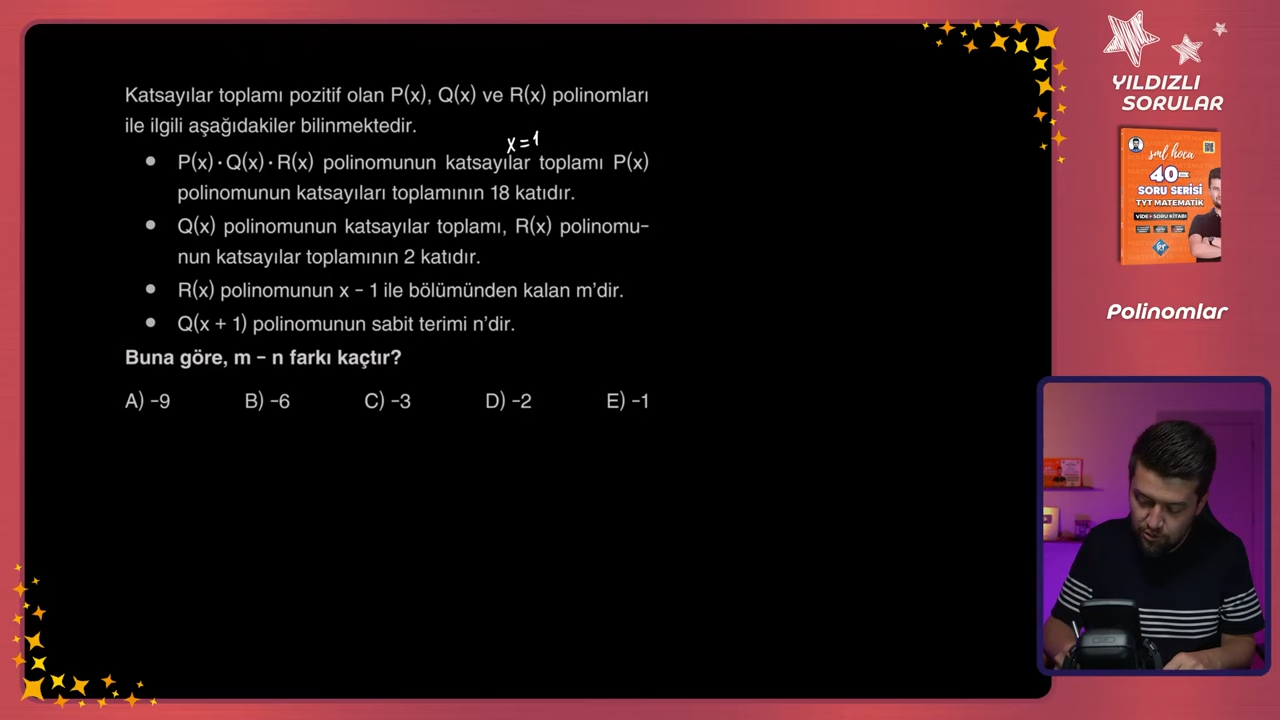 Katsayılar toplamı pozitif olan P(x), Q(x) ve R(x) polinomları
ile ilgili aşağıdakiler bilinmektedir.
x = 1
• P(x) · Q(x) · R(x) polinomunun katsayılar toplamı P(x)
polinomunun katsayıları toplamının 18 katıdır.
• Q(x) polinomunun katsayılar toplamı, R(x) polinomu-
nun katsayılar toplamının 2 katıdır.
• R(x) polinomunun x – 1 ile bölümünden kalan m'dir.
• Q(x + 1) polinomunun sabit terimi n'dir.
Buna göre, m – n farkı kaçtır?
A) –9 B) –6 C) –3 D) –2 E) –1
YILDIZLI
SORULAR
sml hoca
40
SORU SERİSİ
TYT MATEMATİK
Polinomlar